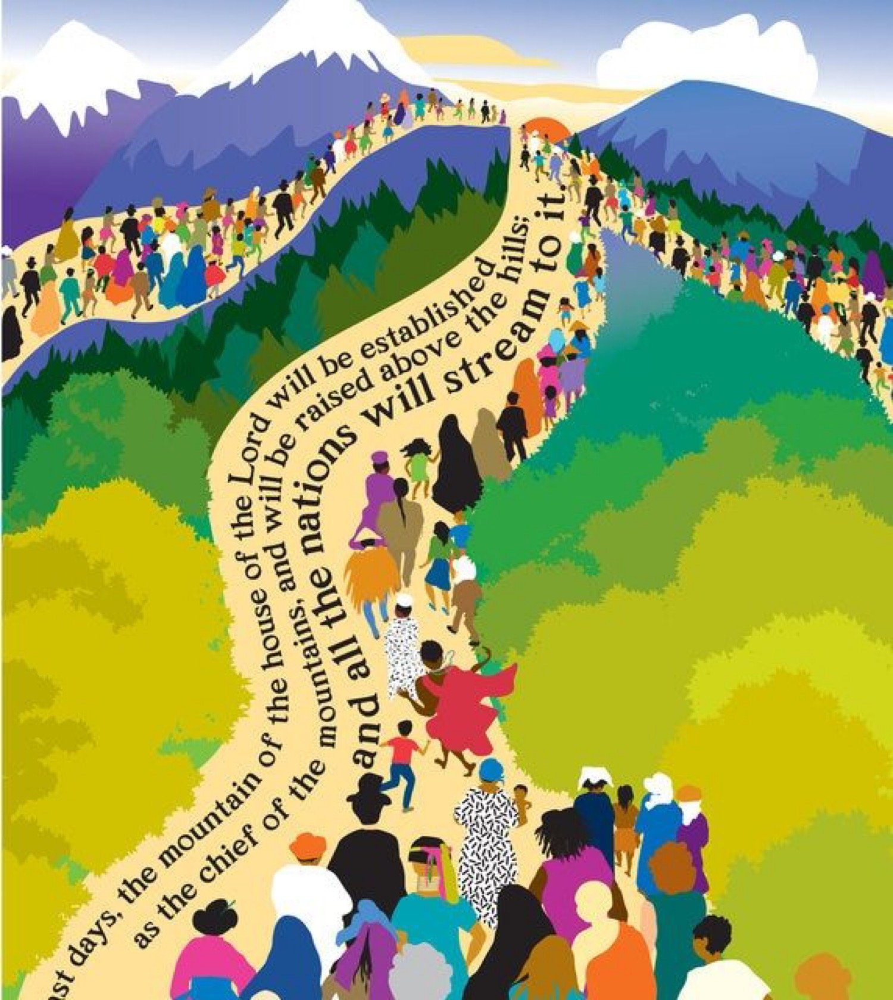 days, the mountain of the house of the Lord will be established
as the chief of the mountains, and will be raised above the hills;
and all the nations will stream to it.